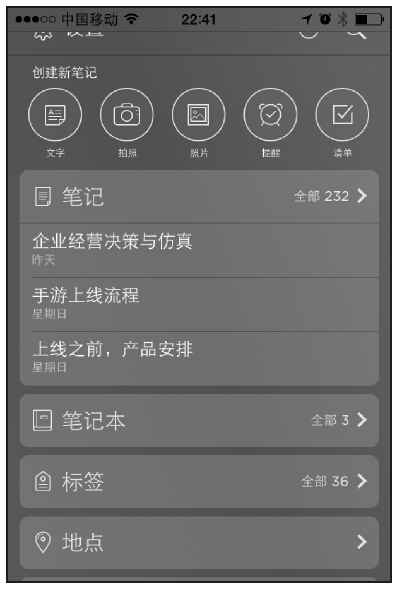 中国移动 22:41
创建新笔记
文字 拍照 照片 提醒 清单
笔记 全部 232
企业经营决策与仿真
昨天
手游上线流程
星期日
上线之前，产品安排
星期日
笔记本 全部 3
标签 全部 36
地点